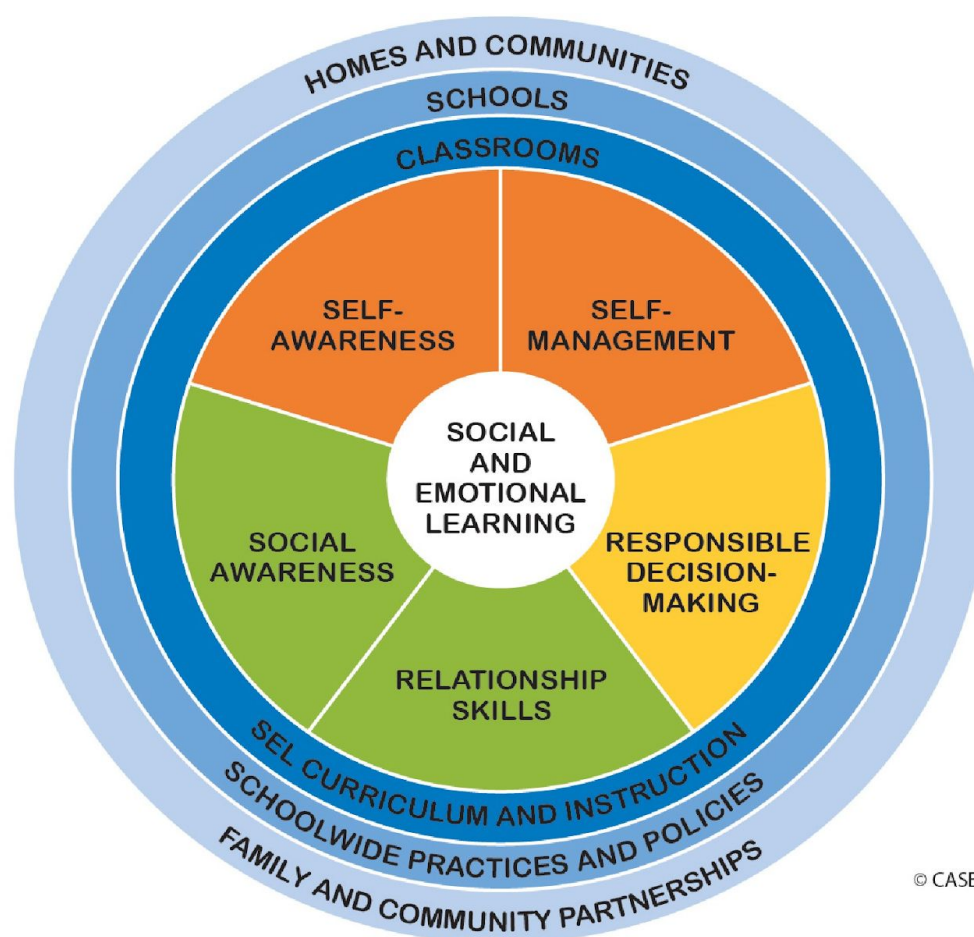 HOMES AND COMMUNITIES
SCHOOLS
CLASSROOMS
SELF-
AWARENESS
SELF-
MANAGEMENT
SOCIAL
AND
EMOTIONAL
LEARNING
SOCIAL
AWARENESS
RESPONSIBLE
DECISION-
MAKING
RELATIONSHIP
SKILLS
SEL CURRICULUM AND INSTRUCTION
SCHOOLWIDE PRACTICES AND POLICIES
FAMILY AND COMMUNITY PARTNERSHIPS
©